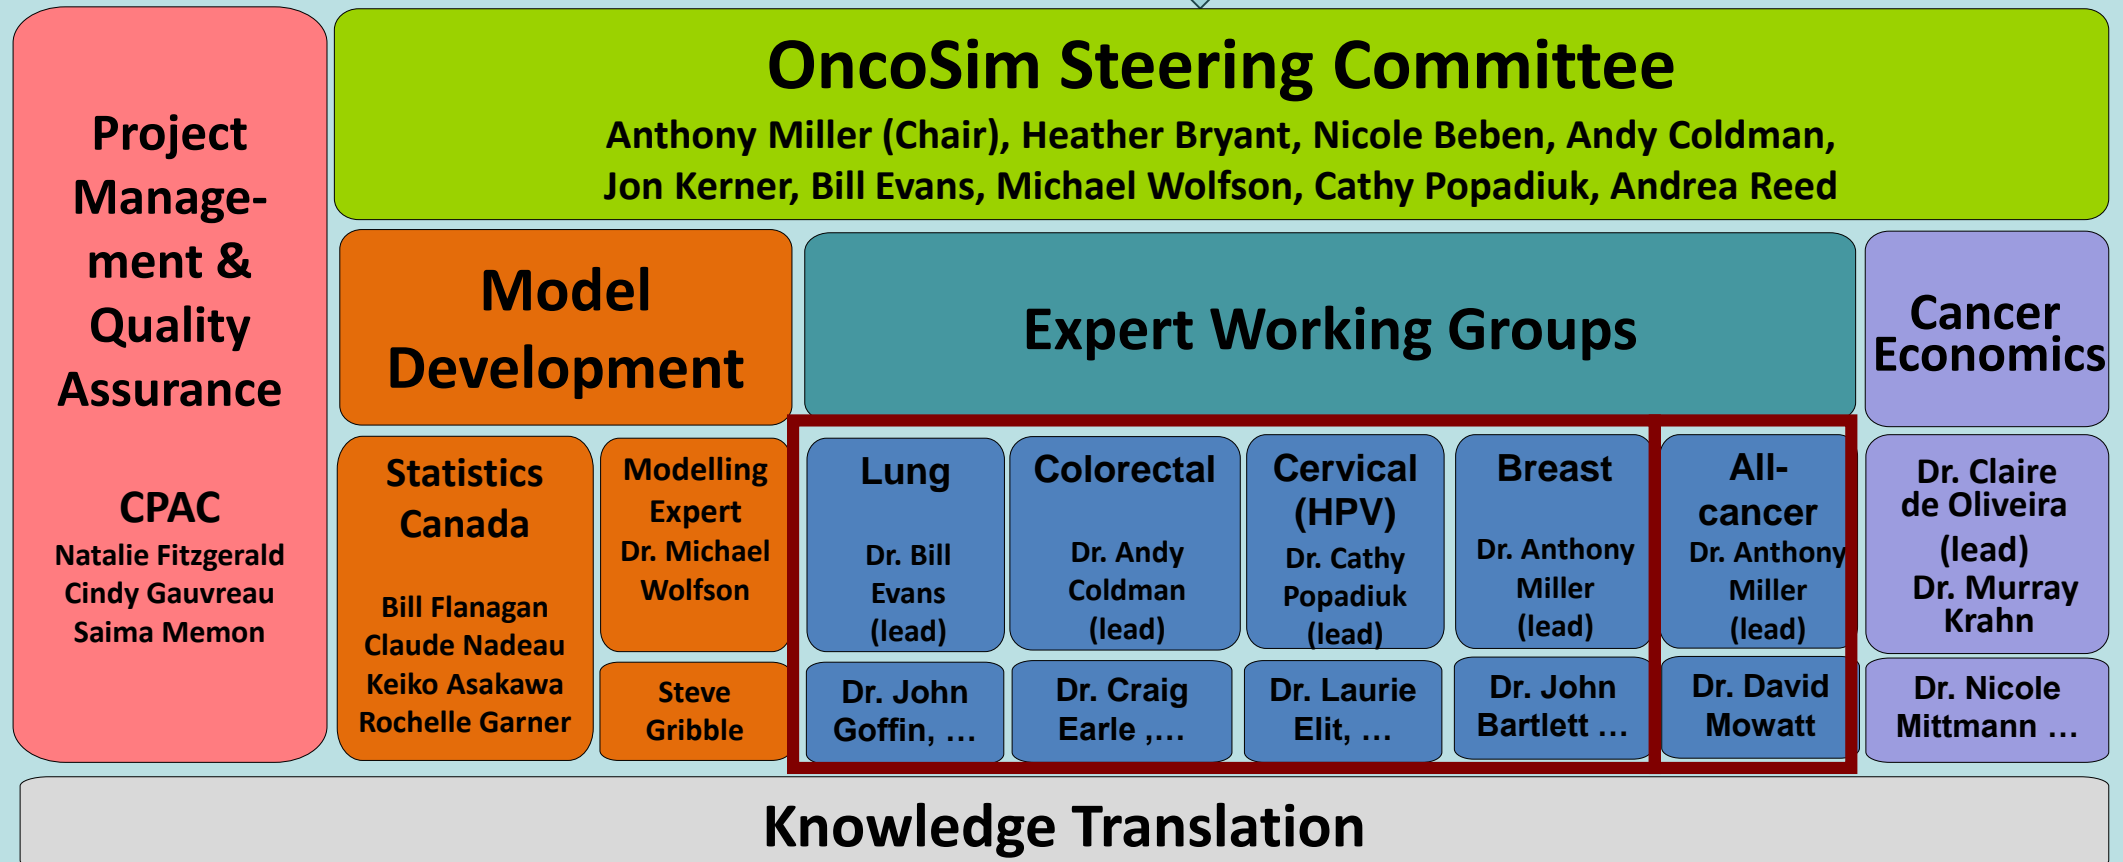 Project
Manage-
ment &
Quality
Assurance
CPAC
Natalie Fitzgerald
Cindy Gauvreau
Saima Memon
OncoSim Steering Committee
Anthony Miller (Chair), Heather Bryant, Nicole Beben, Andy Coldman,
Jon Kerner, Bill Evans, Michael Wolfson, Cathy Popadiuk, Andrea Reed
Model
Development
Statistics
Canada
Bill Flanagan
Claude Nadeau
Keiko Asakawa
Rochelle Garner
Modelling
Expert
Dr. Michael
Wolfson
Steve
Gribble
Expert Working Groups
Lung
Dr. Bill
Evans
(lead)
Dr. John
Goffin, …
Colorectal
Dr. Andy
Coldman
(lead)
Dr. Craig
Earle ,…
Cervical
(HPV)
Dr. Cathy
Popadiuk
(lead)
Dr. Laurie
Elit, …
Breast
Dr. Anthony
Miller
(lead)
Dr. John
Bartlett …
All-
cancer
Dr. Anthony
Miller
(lead)
Dr. David
Mowatt
Cancer
Economics
Dr. Claire
de Oliveira
(lead)
Dr. Murray
Krahn
Dr. Nicole
Mittmann …
Knowledge Translation